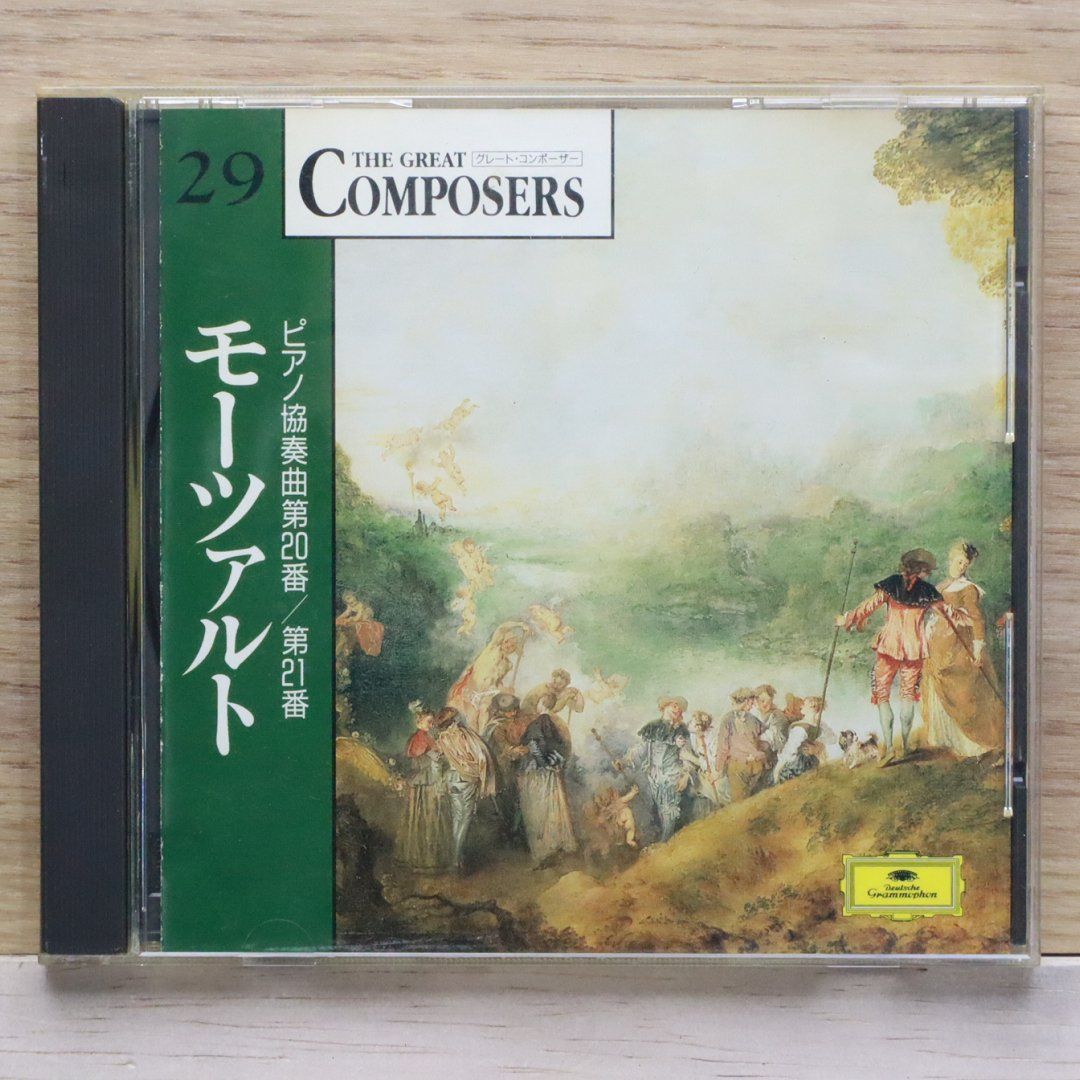 29
THE GREAT グレート・コンポーザー
COMPOSERS
モーツァルト
ピアノ協奏曲第20番／第21番
Deutsche
Grammophon